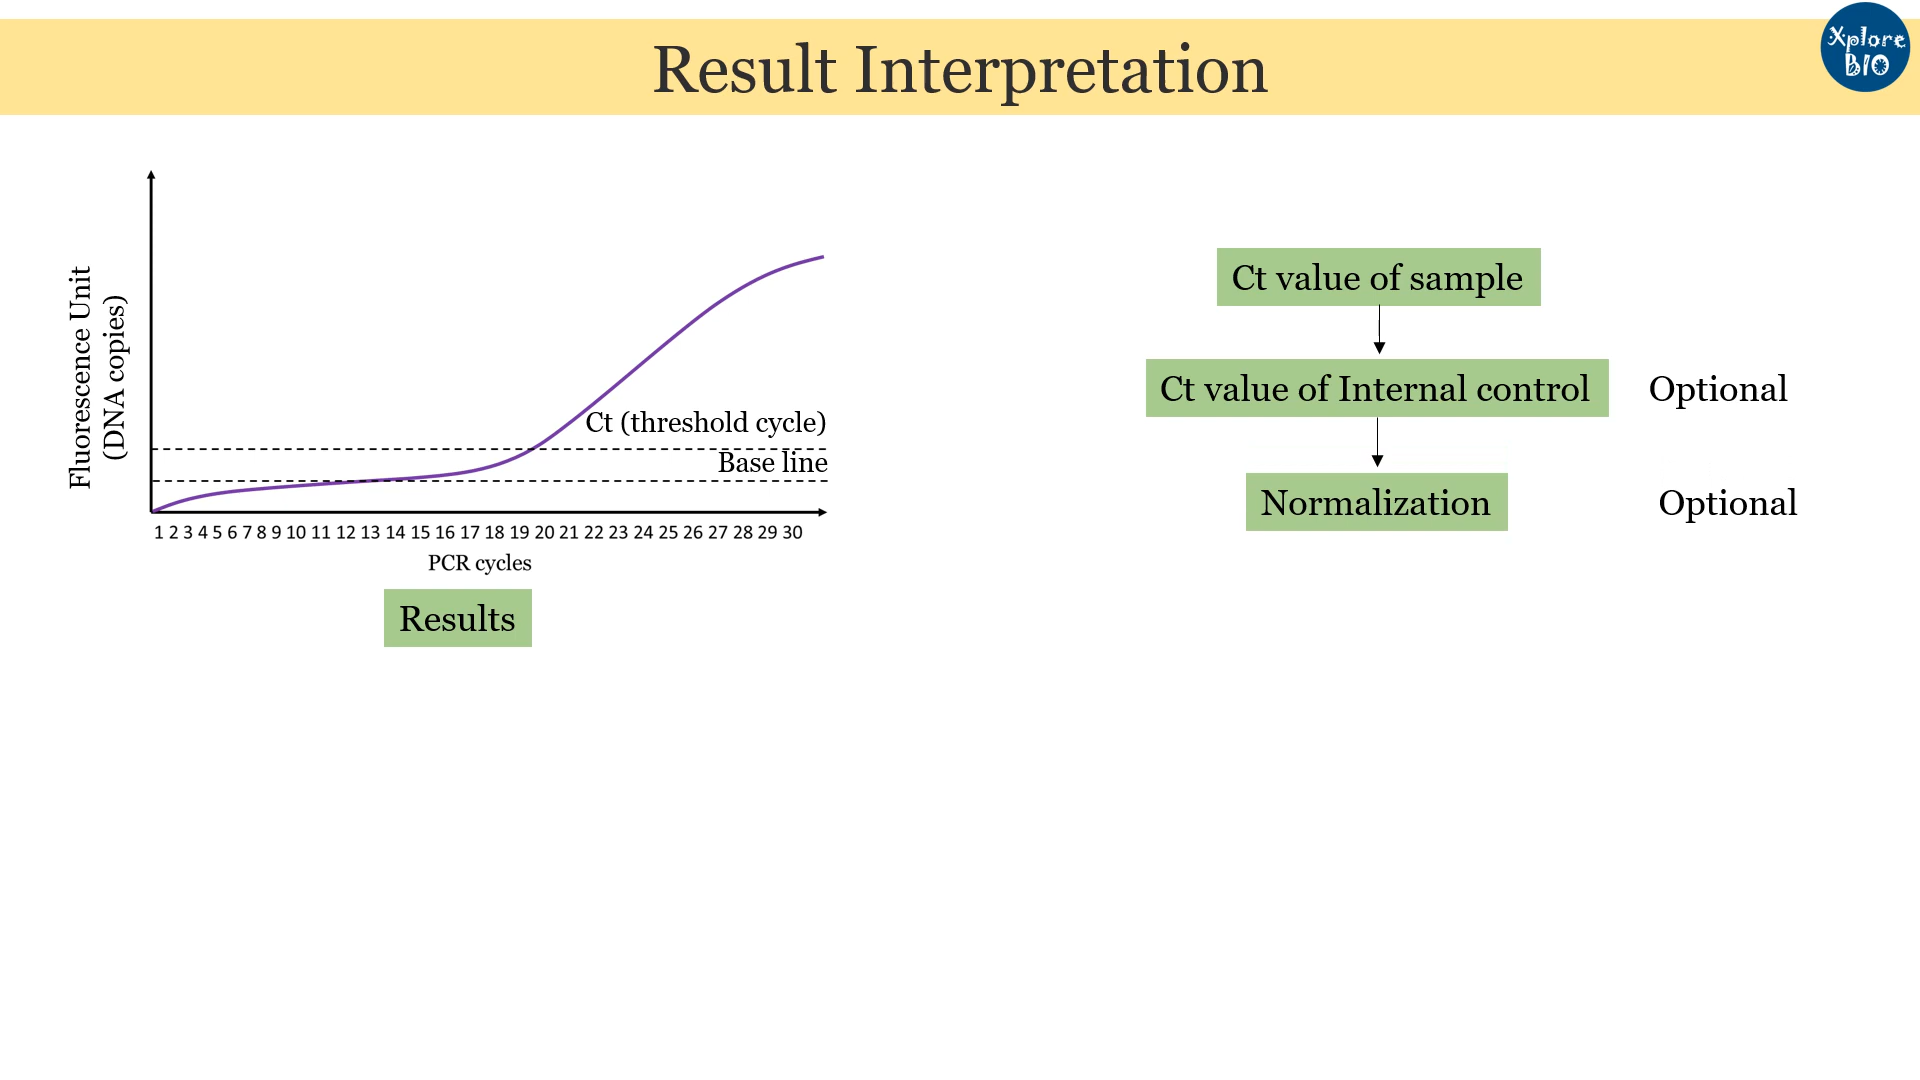 Result Interpretation
Xplore
BIO
Fluorescence Unit
(DNA copies)
Ct (threshold cycle)
Base line
1 2 3 4 5 6 7 8 9 10 11 12 13 14 15 16 17 18 19 20 21 22 23 24 25 26 27 28 29 30
PCR cycles
Results
Ct value of sample
Ct value of Internal control
Optional
Normalization
Optional